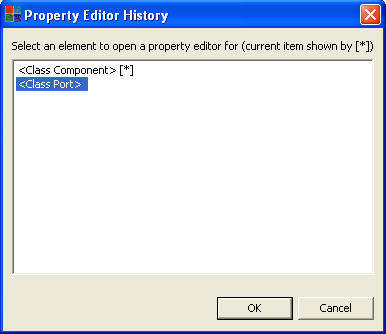 Property Editor History
Select an element to open a property editor for (current item shown by [*])
<Class Component> [*]
<Class Port>
OK
Cancel